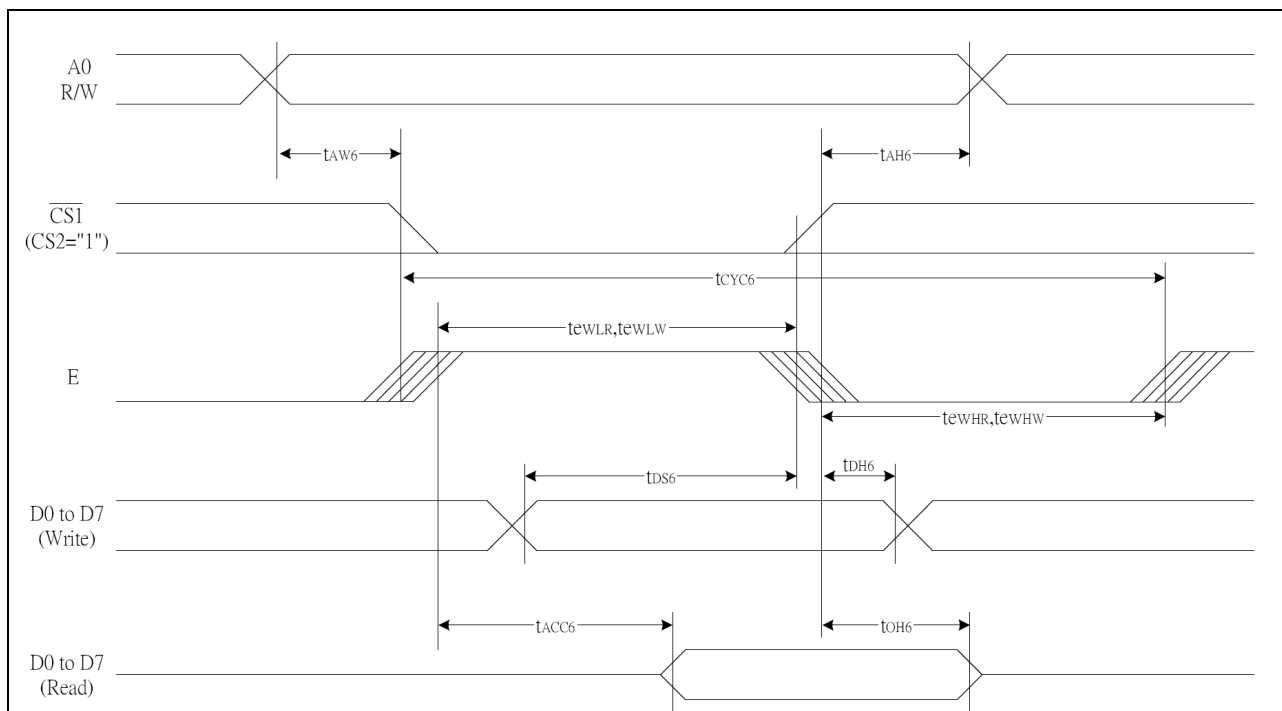 A0
R/W
tAW6
tAH6
CS1
(CS2="1")
tCYC6
tEWLR,tEWLW
E
tEWHR,tEWHW
tDS6
tDH6
D0 to D7
(Write)
tACC6
tOH6
D0 to D7
(Read)